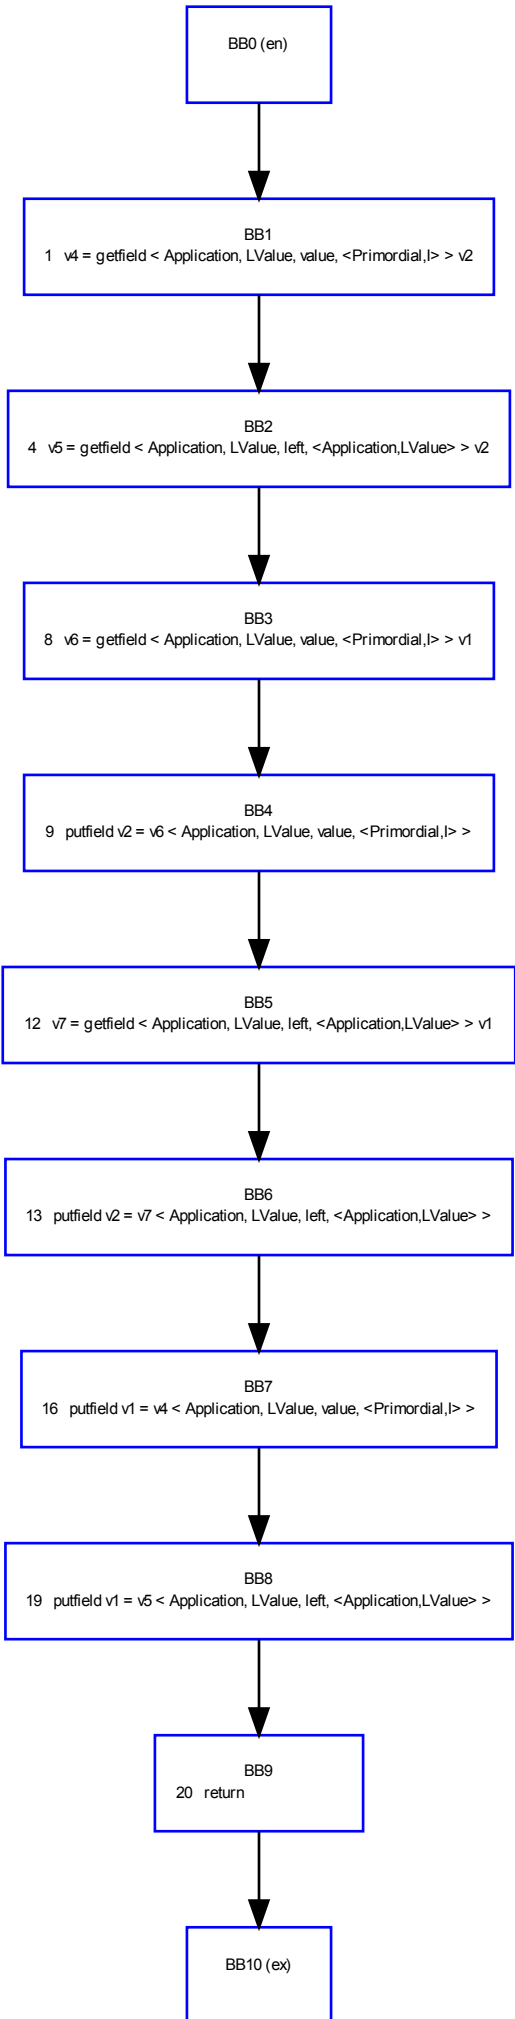 BB0 (en)
BB1
1 v4 = getfield < Application, LValue, value, <Primordial,I> > v2
BB2
4 v5 = getfield < Application, LValue, left, <Application,LValue> > v2
BB3
8 v6 = getfield < Application, LValue, value, <Primordial,I> > v1
BB4
9 putfield v2 = v6 < Application, LValue, value, <Primordial,I> >
BB5
12 v7 = getfield < Application, LValue, left, <Application,LValue> > v1
BB6
13 putfield v2 = v7 < Application, LValue, left, <Application,LValue> >
BB7
16 putfield v1 = v4 < Application, LValue, value, <Primordial,I> >
BB8
19 putfield v1 = v5 < Application, LValue, left, <Application,LValue> >
BB9
20 return
BB10 (ex)